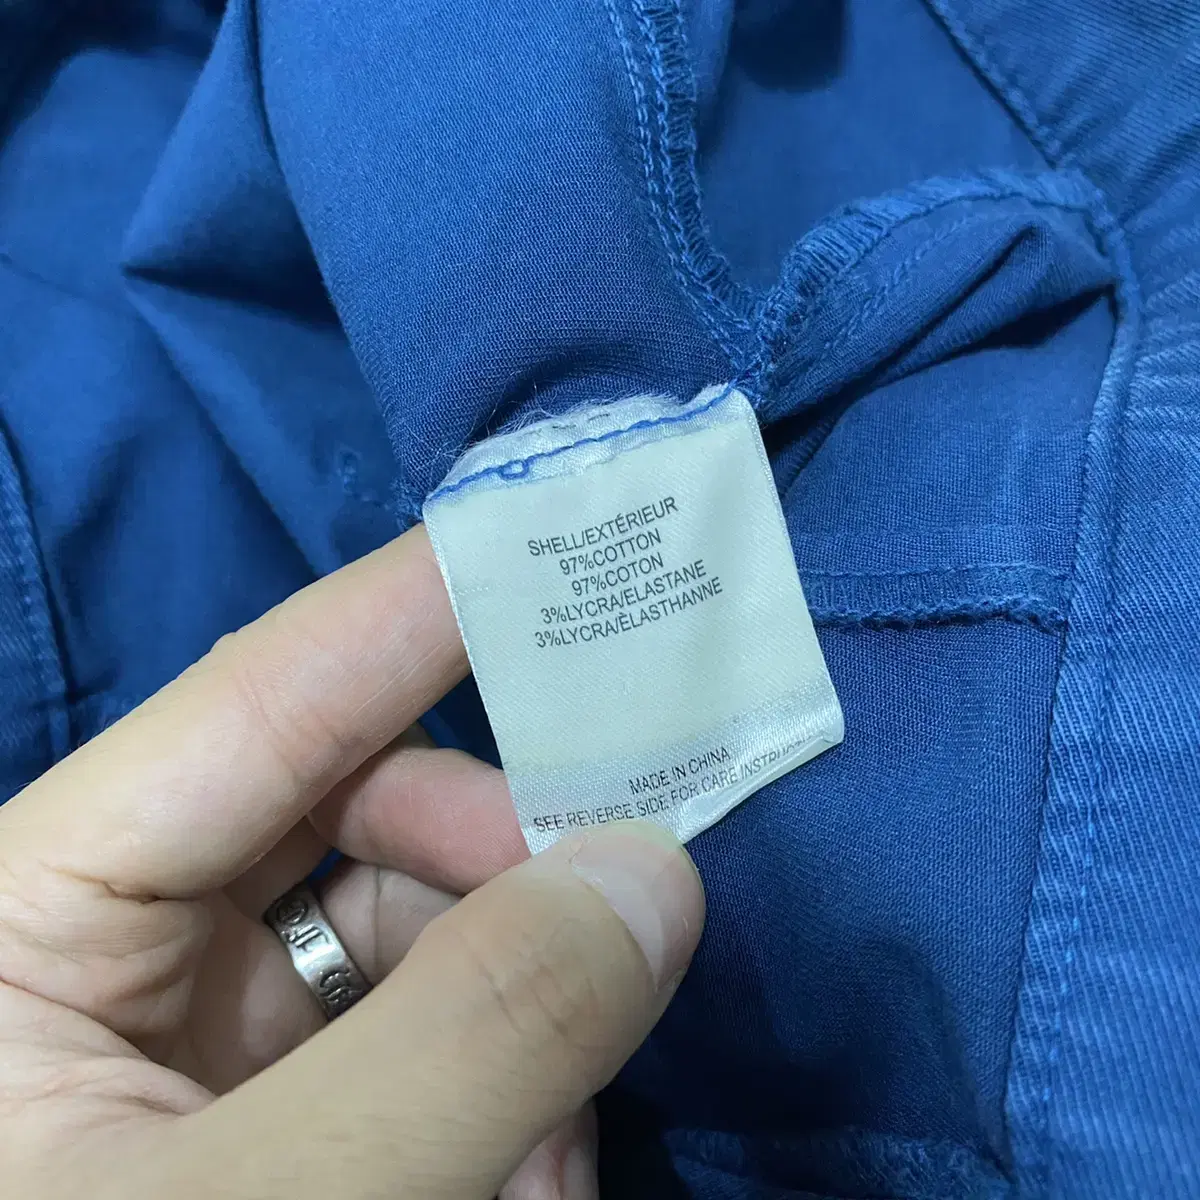 SHELL/EXTÉRIEUR
97%COTTON
97%COTON
3%LYCRA/ELASTANE
3%LYCRA/ÈLASTHANNE
MADE IN CHINA
SEE REVERSE SIDE FOR CARE